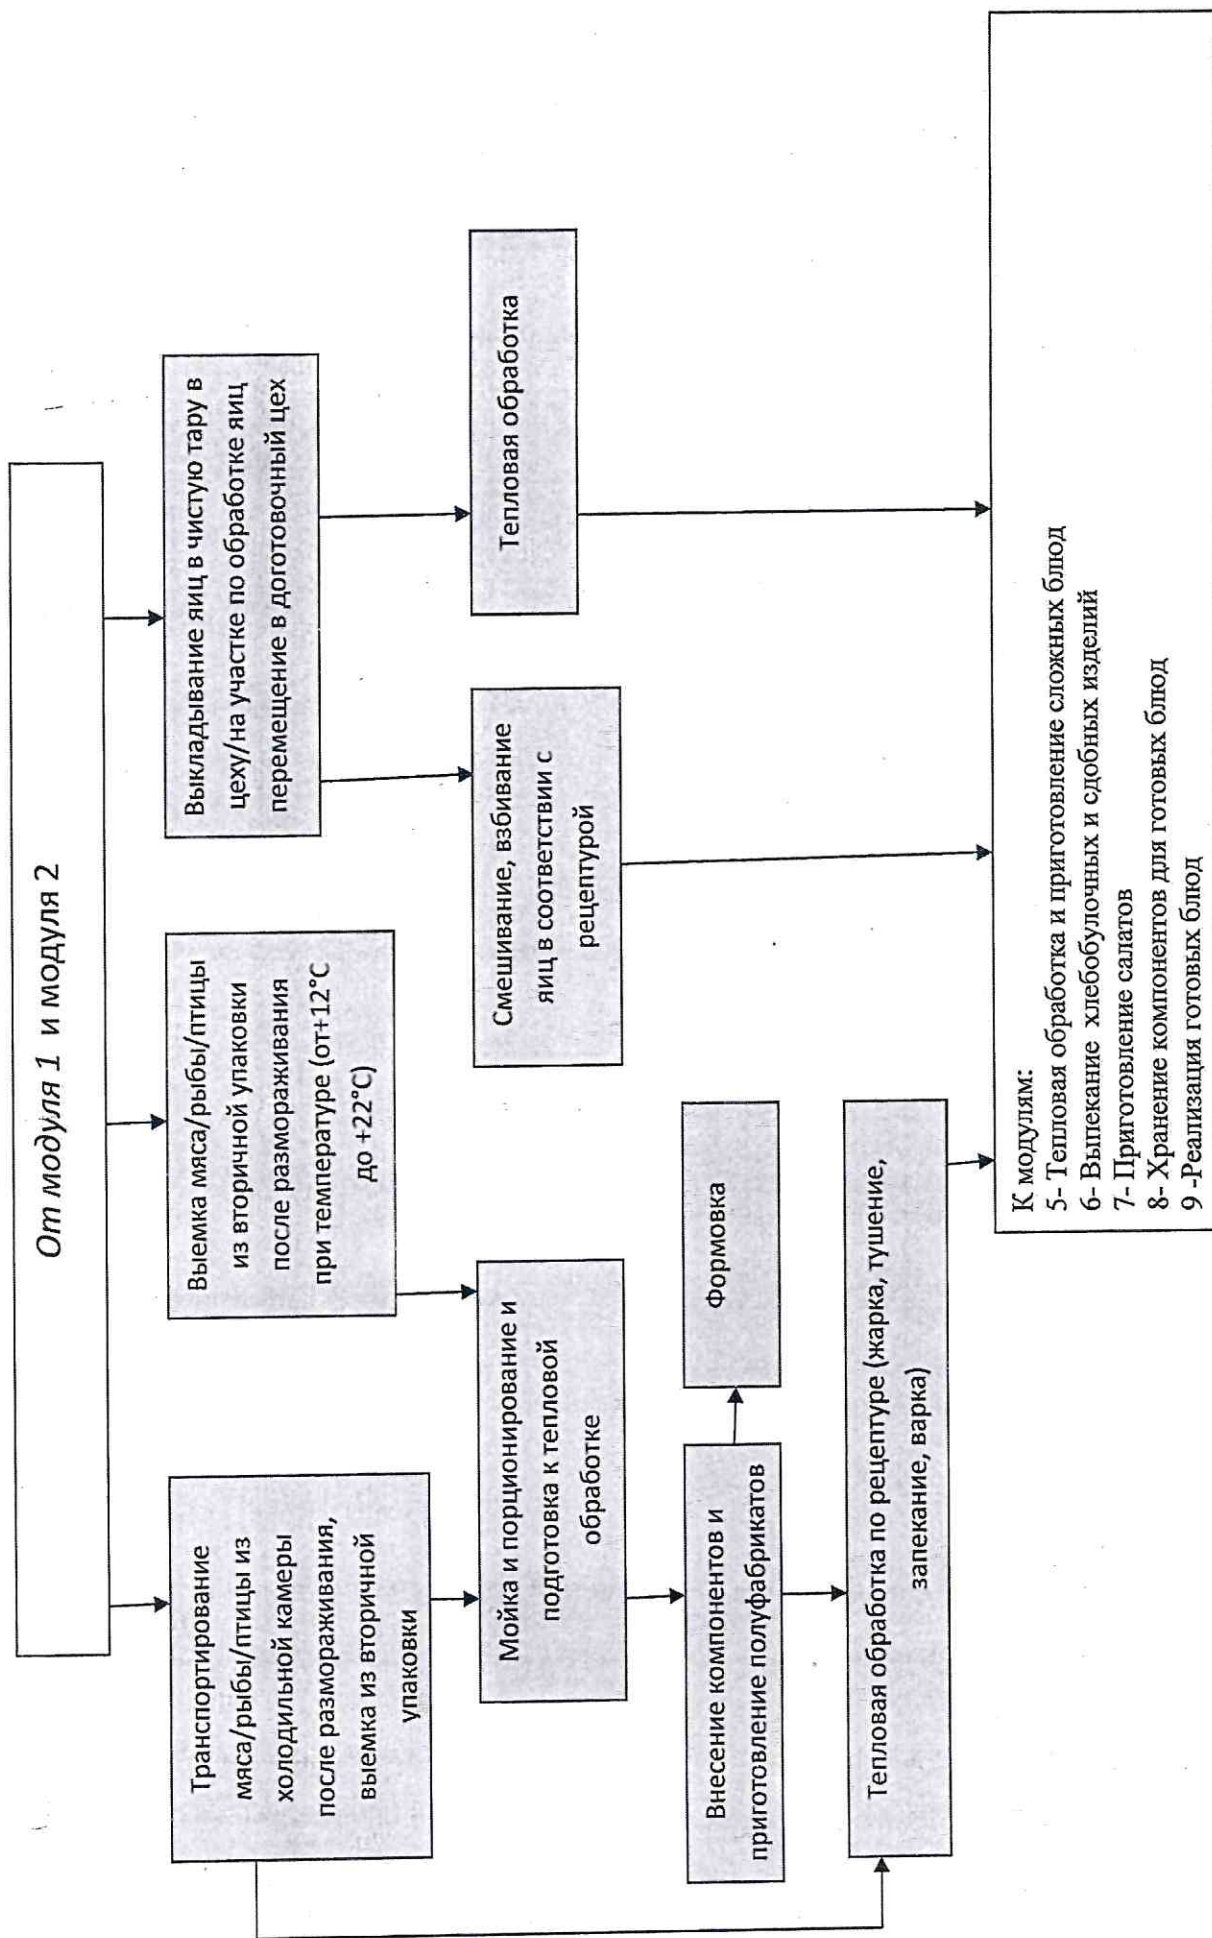 От модуля 1 и модуля 2
Транспортирование
мяса/рыбы/птицы из
холодильной камеры
после размораживания,
выемка из вторичной
упаковки
Выемка мяса/рыбы/птицы
из вторичной упаковки
после размораживания
при температуре (от+12°С
до +22°С)
Выкладывание яиц в чистую тару в
цеху/на участке по обработке яиц
перемещение в доготовочный цех
Мойка и порционирование и
подготовка к тепловой
обработке
Смешивание, взбивание
яиц в соответствии с
рецептурой
Тепловая обработка
Внесение компонентов и
приготовление полуфабрикатов
Формовка
Тепловая обработка по рецептуре (жарка, тушение,
запекание, варка)
К модулям:
5- Тепловая обработка и приготовление сложных блюд
6- Выпекание хлебобулочных и сдобных изделий
7- Приготовление салатов
8- Хранение компонентов для готовых блюд
9 -Реализация готовых блюд